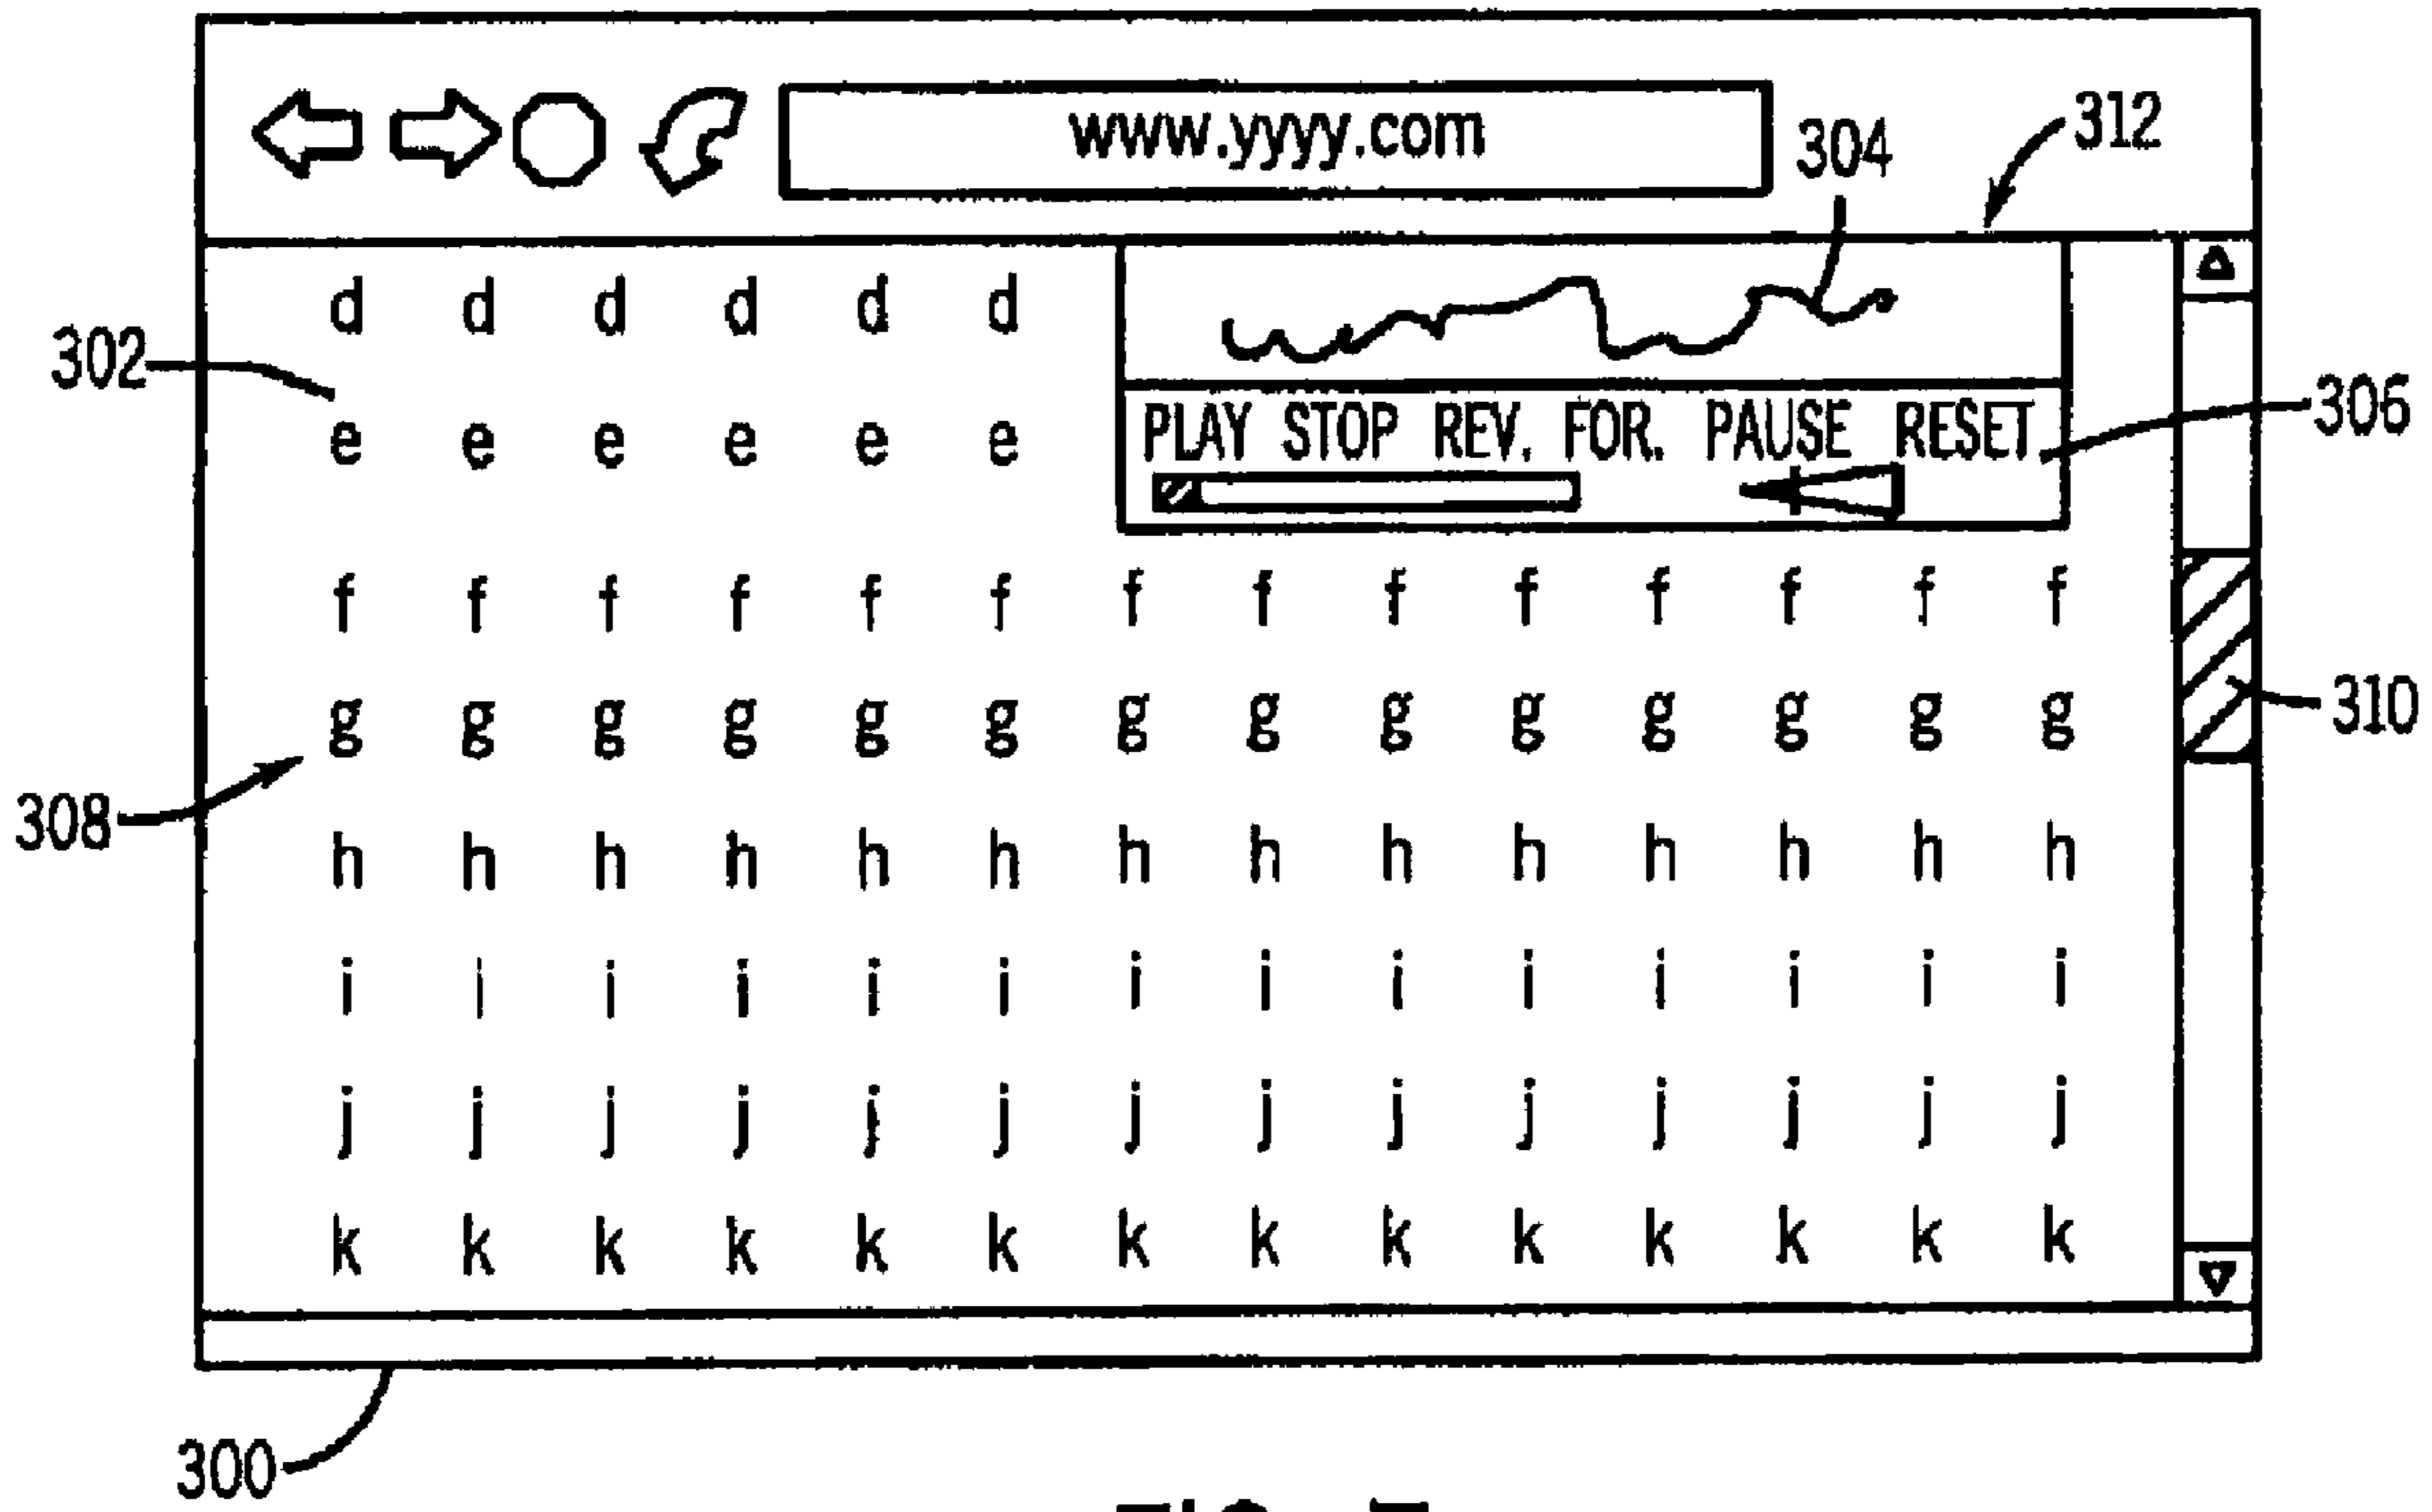 www.yyyy.com
312
304
d d d d d d
302
e e e e e e
PLAY STOP REV. FOR. PAUSE RESET
306
f f f f f f f f f f f f f f
g g g g g g g g g g g g g g
310
308
h h h h h h h h h h h h h h
i i i i i i i i i i i i i i
j j j j j j j j j j j j j j
k k k k k k k k k k k k k k
300